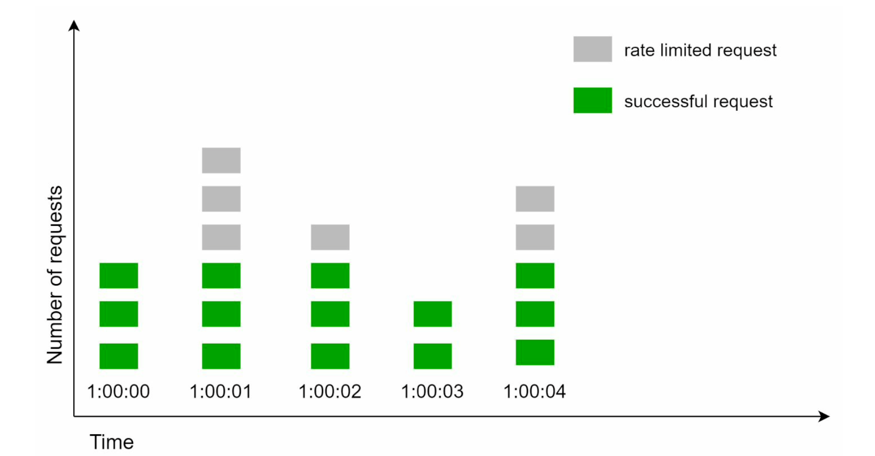 rate limited request
successful request
Number of requests
1:00:00 1:00:01 1:00:02 1:00:03 1:00:04
Time